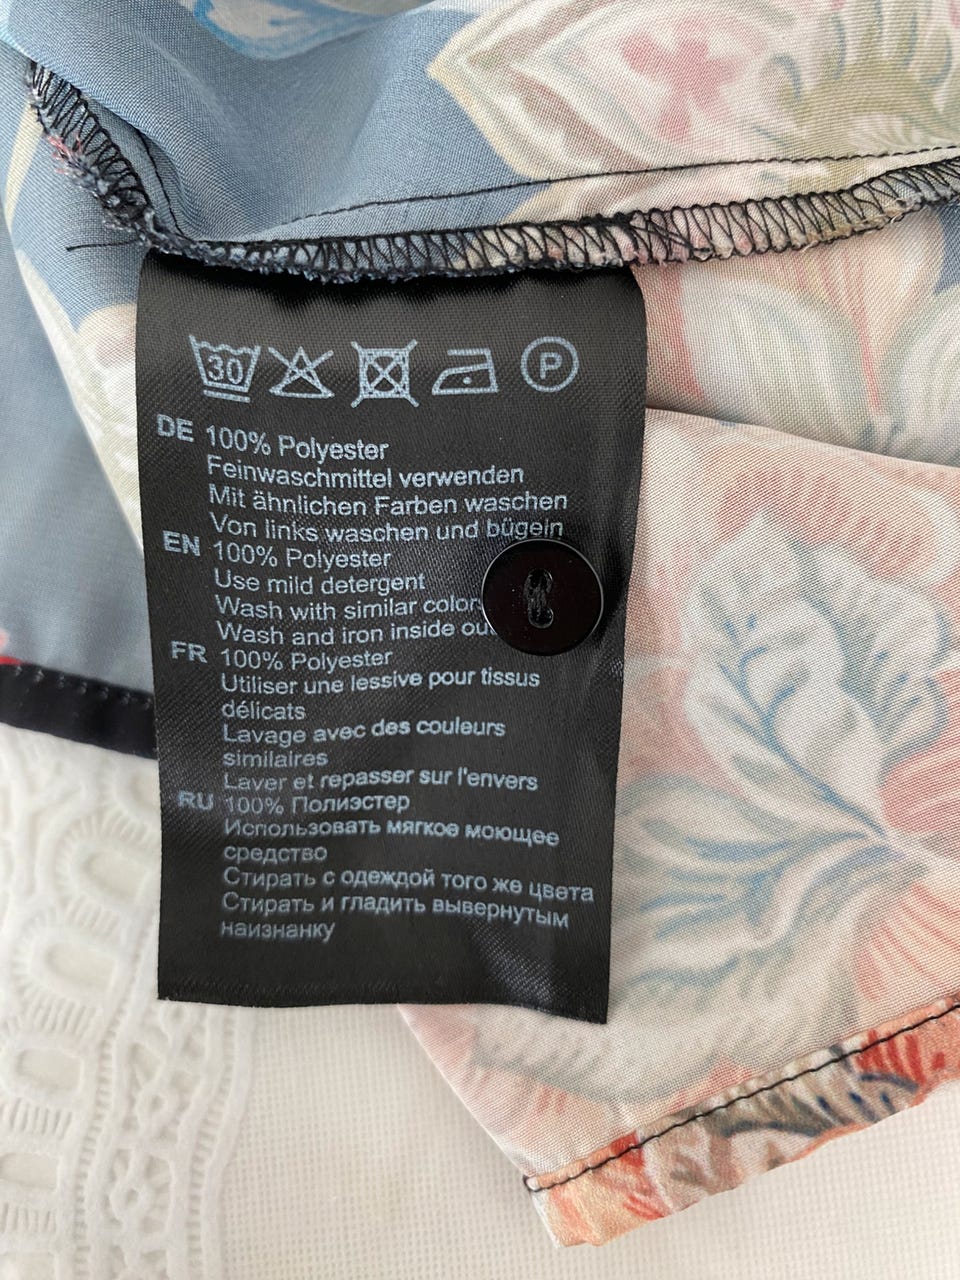 30 P
DE 100% Polyester
Feinwaschmittel verwenden
Mit ähnlichen Farben waschen
Von links waschen und bügeln
EN 100% Polyester
Use mild detergent
Wash with similar color
Wash and iron inside out
FR 100% Polyester
Utiliser une lessive pour tissus
délicats
Lavage avec des couleurs
similaires
Laver et repasser sur l'envers
RU 100% Полиэстер
Использовать мягкое моющее
средство
Стирать с одеждой того же цвета
Стирать и гладить вывернутым
наизнанку